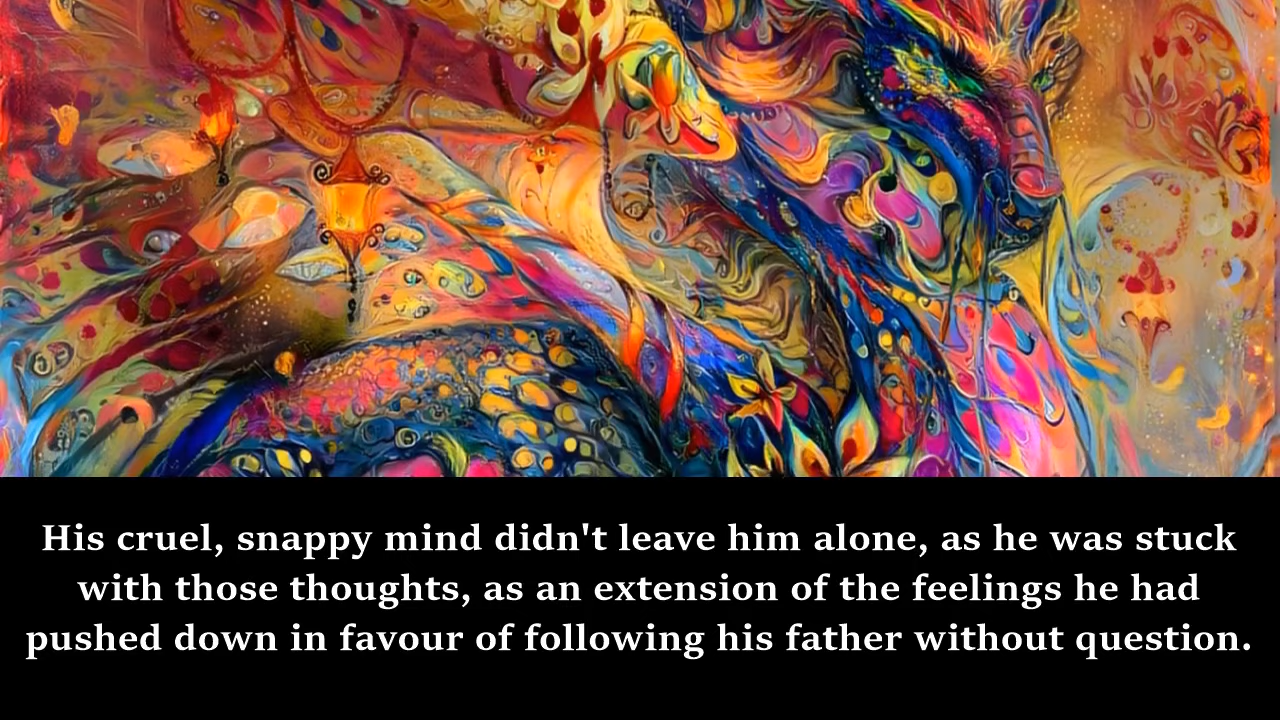 His cruel, snappy mind didn't leave him alone, as he was stuck
with those thoughts, as an extension of the feelings he had
pushed down in favour of following his father without question.